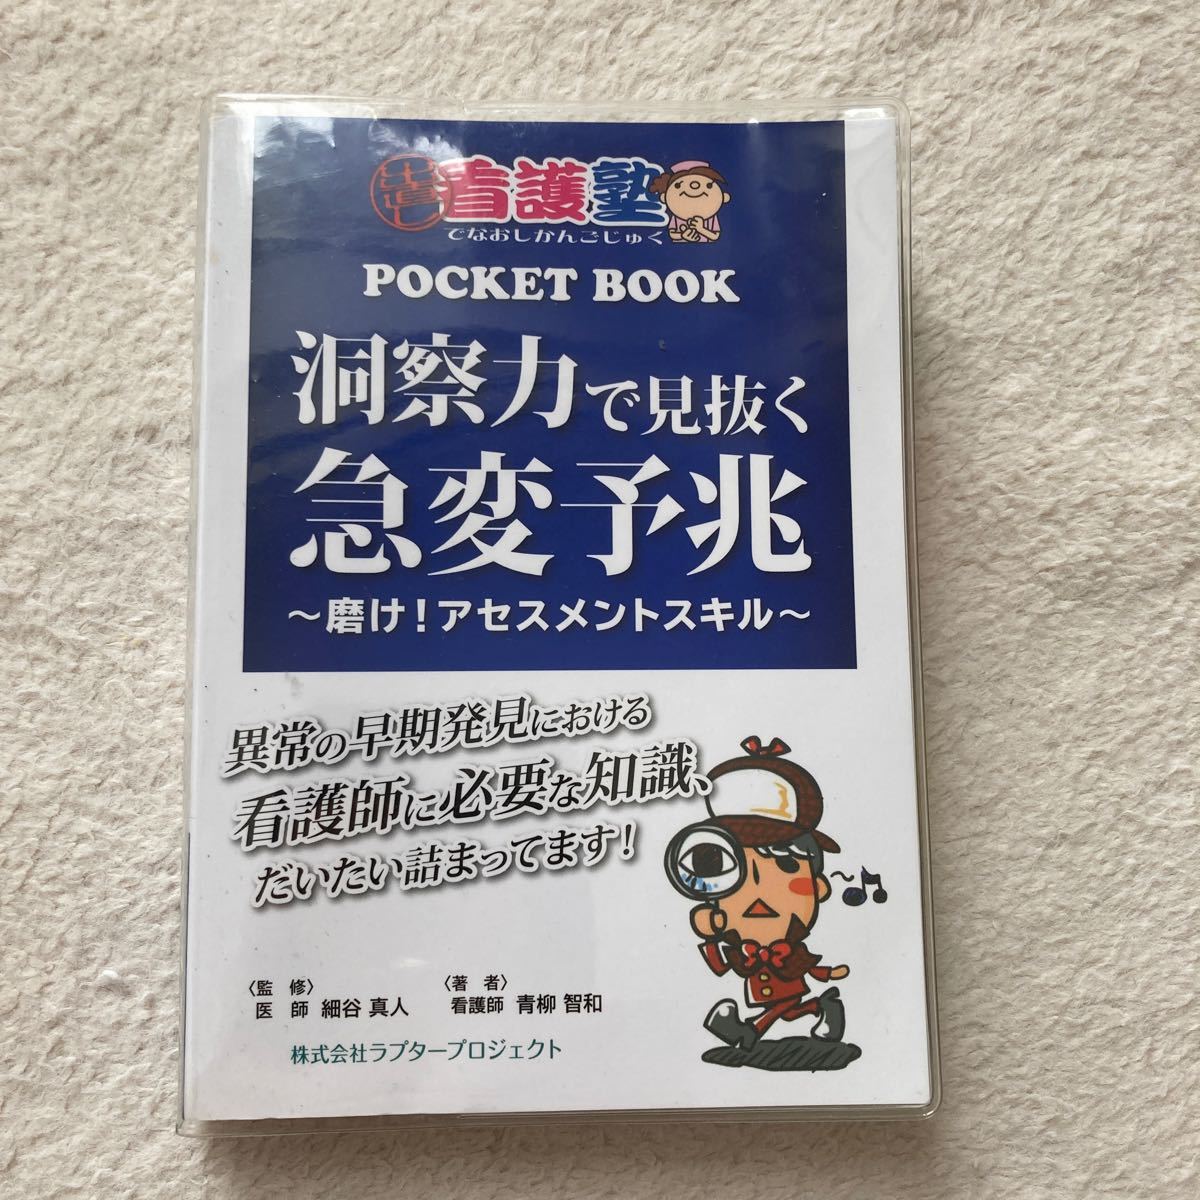 出直し看護塾
でなおしかんごじゅく
POCKET BOOK
洞察力で見抜く
急変予兆
～磨け！アセスメントスキル～
異常の早期発見における
看護師に必要な知識、
だいたい詰まってます！
〈監　修〉
医　師　細谷 真人
〈著　者〉
看護師　青柳 智和
株式会社ラプタープロジェクト